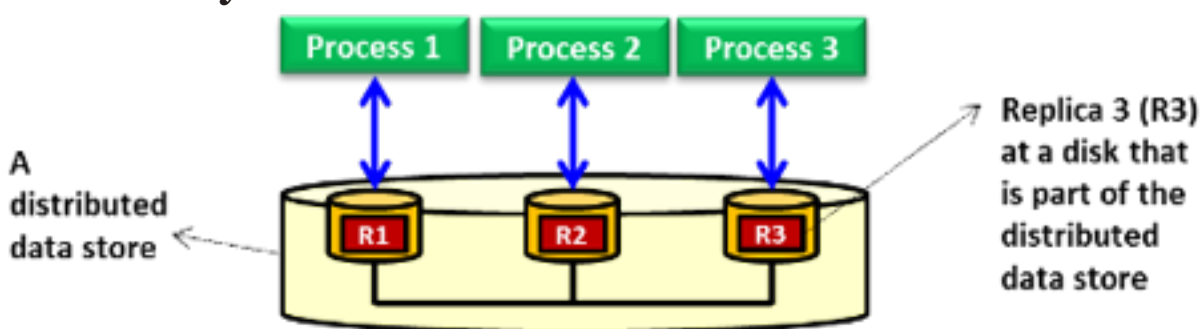 Process 1
Process 2
Process 3
A
distributed
data store
R1
R2
R3
Replica 3 (R3)
at a disk that
is part of the
distributed
data store